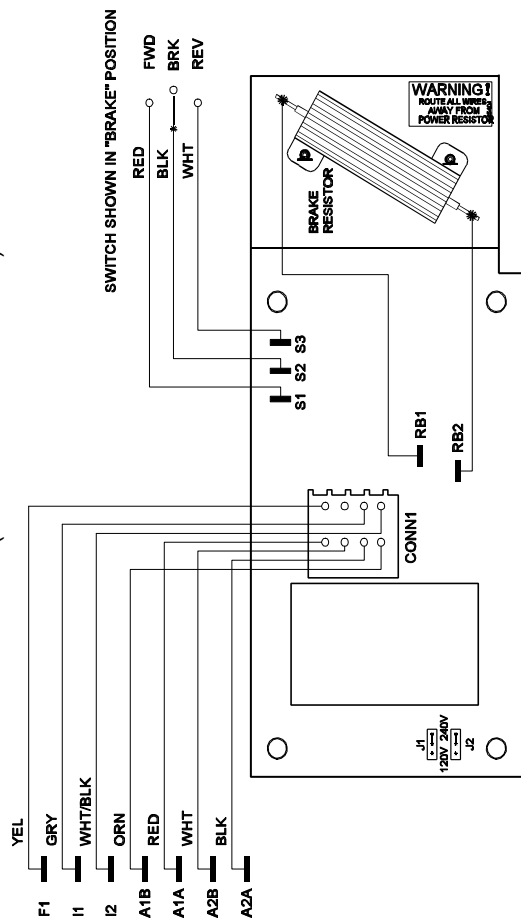 SWITCH SHOWN IN "BRAKE" POSITION
RED
FWD
BLK
BRK
WHT
REV
WARNING!
ROUTE ALL WIRES
AWAY FROM
POWER RESISTOR
BRAKE
RESISTOR
S1
S2
S3
RB1
RB2
CONN1
J1
120V 240V
J2
YEL
F1
GRY
I1
WHT/BLK
I2
ORN
A1B
RED
A1A
WHT
A2B
BLK
A2A